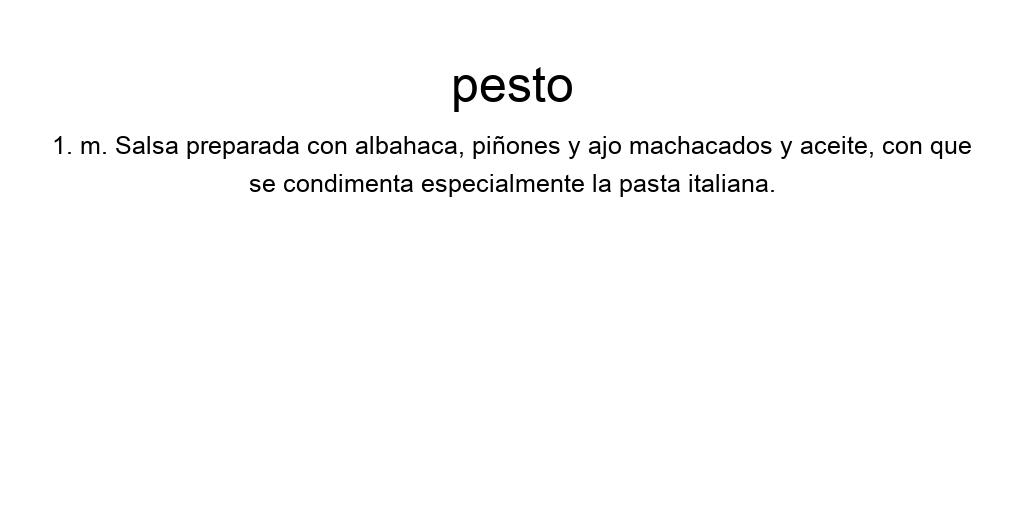 pesto
1. m. Salsa preparada con albahaca, piñones y ajo machacados y aceite, con que
se condimenta especialmente la pasta italiana.